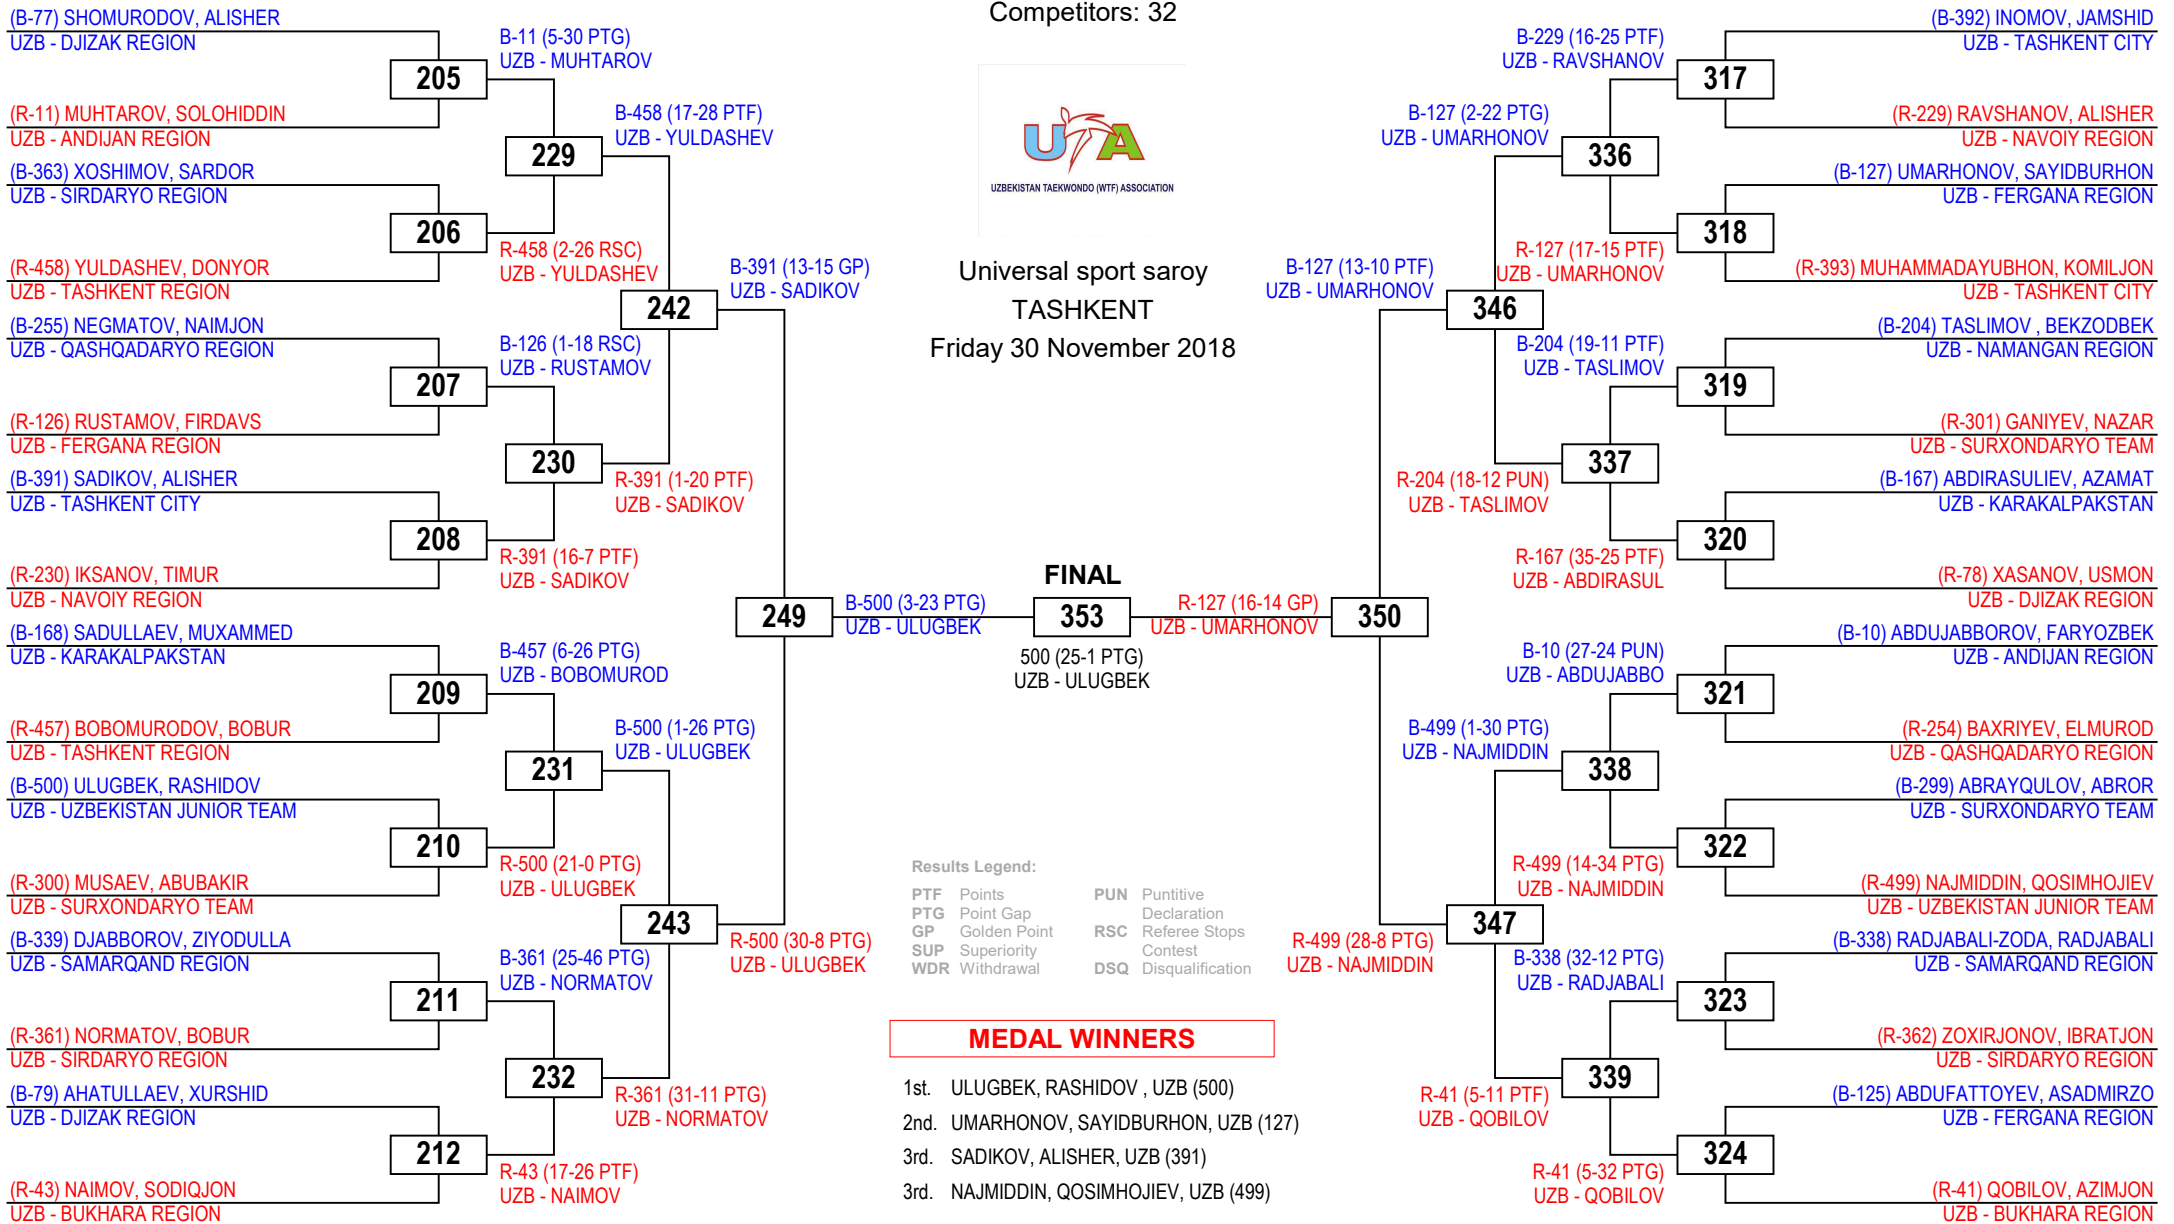 Competitors: 32
(B-77) SHOMURODOV, ALISHER
UZB - DJIZAK REGION
205
(R-11) MUHTAROV, SOLOHIDDIN
UZB - ANDIJAN REGION
(B-363) XOSHIMOV, SARDOR
UZB - SIRDARYO REGION
206
(R-458) YULDASHEV, DONYOR
UZB - TASHKENT REGION
(B-255) NEGMATOV, NAIMJON
UZB - QASHQADARYO REGION
207
(R-126) RUSTAMOV, FIRDAVS
UZB - FERGANA REGION
(B-391) SADIKOV, ALISHER
UZB - TASHKENT CITY
208
(R-230) IKSANOV, TIMUR
UZB - NAVOIY REGION
(B-168) SADULLAEV, MUXAMMED
UZB - KARAKALPAKSTAN
209
(R-457) BOBOMURODOV, BOBUR
UZB - TASHKENT REGION
(B-500) ULUGBEK, RASHIDOV
UZB - UZBEKISTAN JUNIOR TEAM
210
(R-300) MUSAEV, ABUBAKIR
UZB - SURXONDARYO TEAM
(B-339) DJABBOROV, ZIYODULLA
UZB - SAMARQAND REGION
211
(R-361) NORMATOV, BOBUR
UZB - SIRDARYO REGION
(B-79) AHATULLAEV, XURSHID
UZB - DJIZAK REGION
212
(R-43) NAIMOV, SODIQJON
UZB - BUKHARA REGION
B-11 (5-30 PTG)
UZB - MUHTAROV
229
R-458 (2-26 RSC)
UZB - YULDASHEV
B-126 (1-18 RSC)
UZB - RUSTAMOV
230
R-391 (16-7 PTF)
UZB - SADIKOV
B-457 (6-26 PTG)
UZB - BOBOMUROD
231
R-500 (21-0 PTG)
UZB - ULUGBEK
B-361 (25-46 PTG)
UZB - NORMATOV
232
R-43 (17-26 PTF)
UZB - NAIMOV
B-458 (17-28 PTF)
UZB - YULDASHEV
242
R-391 (1-20 PTF)
UZB - SADIKOV
B-500 (1-26 PTG)
UZB - ULUGBEK
243
R-361 (31-11 PTG)
UZB - NORMATOV
B-391 (13-15 GP)
UZB - SADIKOV
249
R-500 (30-8 PTG)
UZB - ULUGBEK
UTA
UZBEKISTAN TAEKWONDO (WTF) ASSOCIATION
Universal sport saroy
TASHKENT
Friday 30 November 2018
FINAL
B-500 (3-23 PTG)
UZB - ULUGBEK
353
R-127 (16-14 GP)
UZB - UMARHONOV
500 (25-1 PTG)
UZB - ULUGBEK
Results Legend:
PTF Points
PTG Point Gap
GP Golden Point
SUP Superiority
WDR Withdrawal
PUN Puntitive
Declaration
RSC Referee Stops
Contest
DSQ Disqualification
MEDAL WINNERS
1st. ULUGBEK, RASHIDOV , UZB (500)
2nd. UMARHONOV, SAYIDBURHON, UZB (127)
3rd. SADIKOV, ALISHER, UZB (391)
3rd. NAJMIDDIN, QOSIMHOJIEV, UZB (499)
B-127 (13-10 PTF)
UZB - UMARHONOV
350
R-499 (28-8 PTG)
UZB - NAJMIDDIN
B-127 (2-22 PTG)
UZB - UMARHONOV
346
R-204 (18-12 PUN)
UZB - TASLIMOV
B-499 (1-30 PTG)
UZB - NAJMIDDIN
347
R-41 (5-11 PTF)
UZB - QOBILOV
B-229 (16-25 PTF)
UZB - RAVSHANOV
336
R-127 (17-15 PTF)
UZB - UMARHONOV
B-204 (19-11 PTF)
UZB - TASLIMOV
337
R-167 (35-25 PTF)
UZB - ABDIRASUL
B-10 (27-24 PUN)
UZB - ABDUJABBO
338
R-499 (14-34 PTG)
UZB - NAJMIDDIN
B-338 (32-12 PTG)
UZB - RADJABALI
339
R-41 (5-32 PTG)
UZB - QOBILOV
(B-392) INOMOV, JAMSHID
UZB - TASHKENT CITY
317
(R-229) RAVSHANOV, ALISHER
UZB - NAVOIY REGION
(B-127) UMARHONOV, SAYIDBURHON
UZB - FERGANA REGION
318
(R-393) MUHAMMADAYUBHON, KOMILJON
UZB - TASHKENT CITY
(B-204) TASLIMOV , BEKZODBEK
UZB - NAMANGAN REGION
319
(R-301) GANIYEV, NAZAR
UZB - SURXONDARYO TEAM
(B-167) ABDIRASULIEV, AZAMAT
UZB - KARAKALPAKSTAN
320
(R-78) XASANOV, USMON
UZB - DJIZAK REGION
(B-10) ABDUJABBOROV, FARYOZBEK
UZB - ANDIJAN REGION
321
(R-254) BAXRIYEV, ELMUROD
UZB - QASHQADARYO REGION
(B-299) ABRAYQULOV, ABROR
UZB - SURXONDARYO TEAM
322
(R-499) NAJMIDDIN, QOSIMHOJIEV
UZB - UZBEKISTAN JUNIOR TEAM
(B-338) RADJABALI-ZODA, RADJABALI
UZB - SAMARQAND REGION
323
(R-362) ZOXIRJONOV, IBRATJON
UZB - SIRDARYO REGION
(B-125) ABDUFATTOYEV, ASADMIRZO
UZB - FERGANA REGION
324
(R-41) QOBILOV, AZIMJON
UZB - BUKHARA REGION